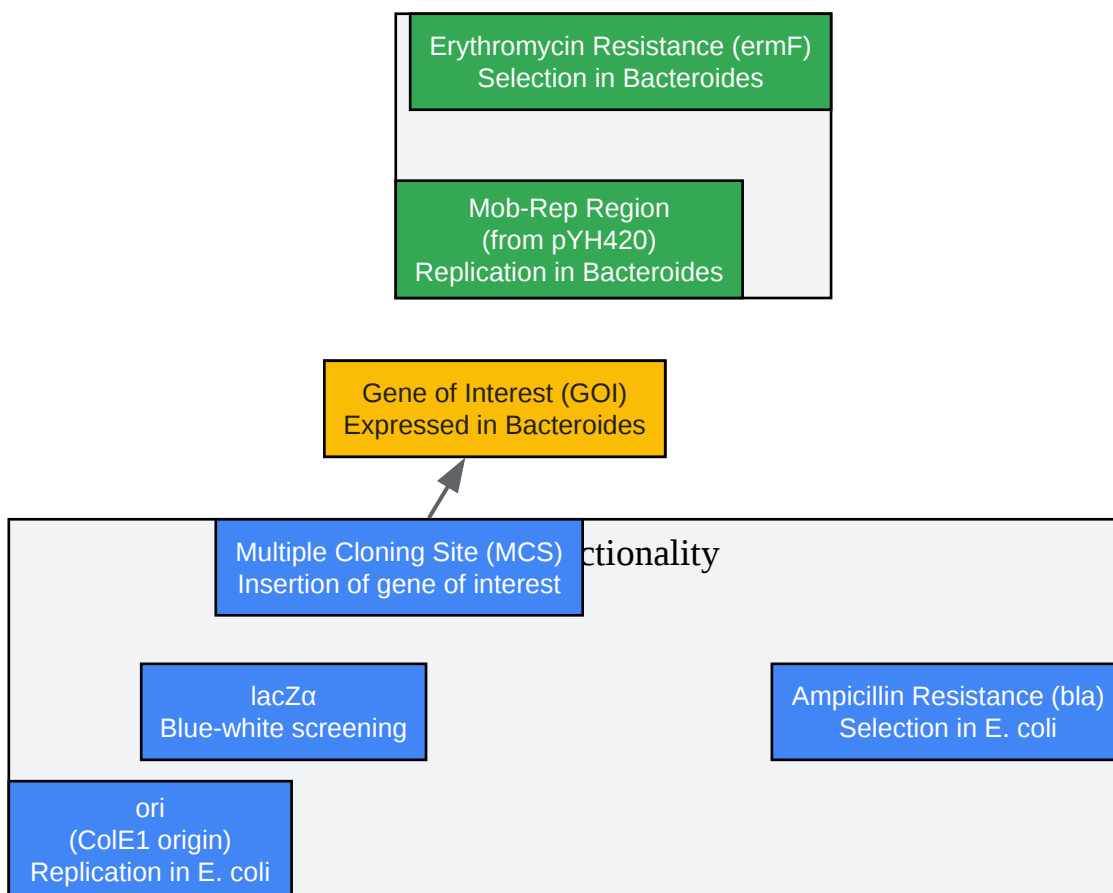 Erythromycin Resistance (ermF)
Selection in Bacteroides
Mob-Rep Region
(from pYH420)
Replication in Bacteroides
Gene of Interest (GOI)
Expressed in Bacteroides
Multiple Cloning Site (MCS)
Insertion of gene of interest
ctionality
lacZα
Blue-white screening
Ampicillin Resistance (bla)
Selection in E. coli
ori
(ColE1 origin)
Replication in E. coli